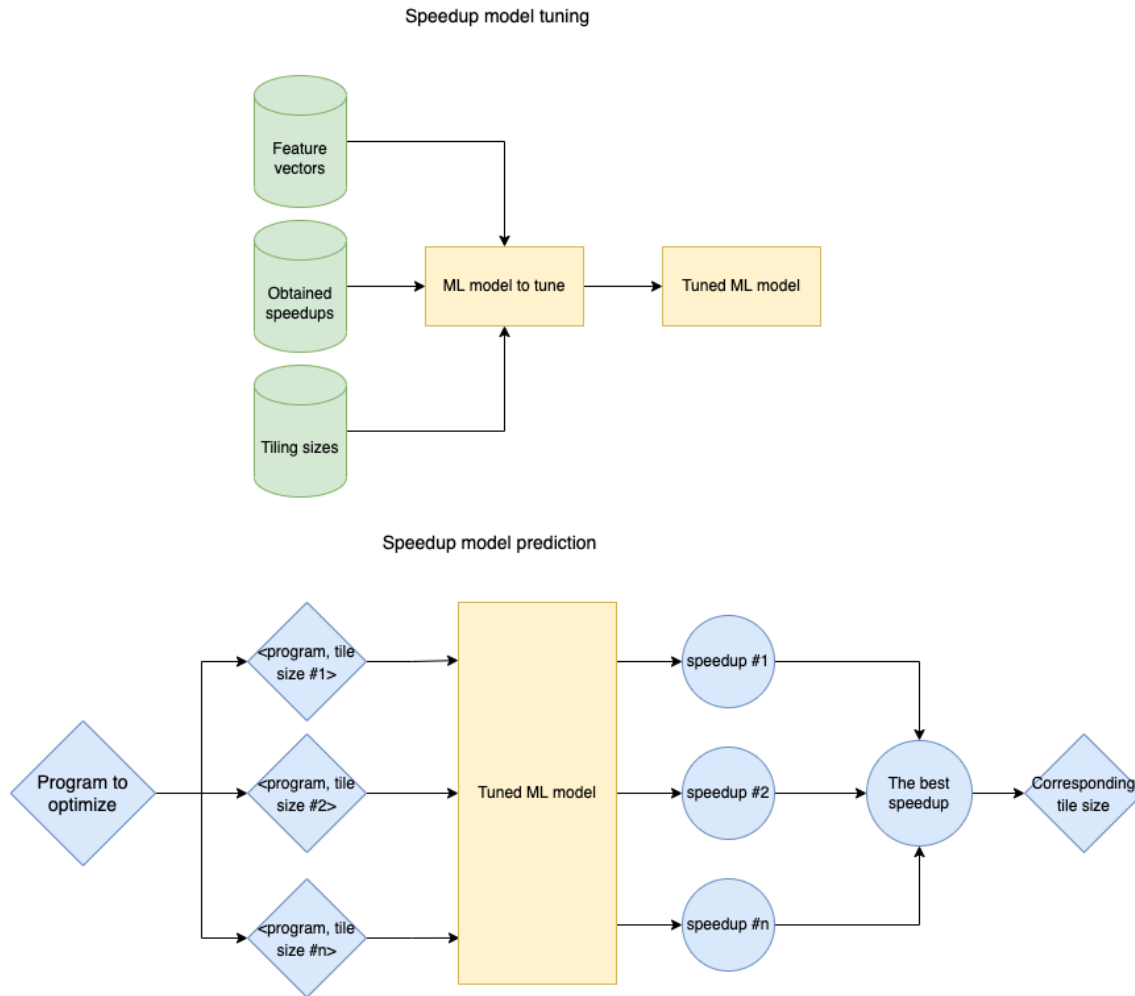 Speedup model tuning
Feature
vectors
Obtained
speedups
ML model to tune
Tuned ML model
Tiling sizes
Speedup model prediction
<program, tile
size #1>
speedup #1
Program to
optimize
<program, tile
size #2>
Tuned ML model
speedup #2
The best
speedup
Corresponding
tile size
<program, tile
size #n>
speedup #n